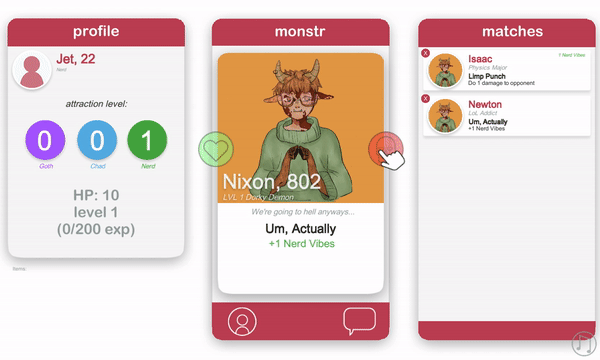 profile
Jet, 22
nerd
attraction level:
0
0
1
Goth
Chad
Nerd
HP: 10
level 1
(0/200 exp)
items
monstr
Nixon, 802
LVL 1 Dorky Demon
We're going to hell anyways...
Um, Actually
+1 Nerd Vibes
matches
X
Isaac
1 Nerd Vibes
Physics Major
Limp Punch
Do 1 damage to opponent
X
Newton
LoL Addict
Um, Actually
+1 Nerd Vibes